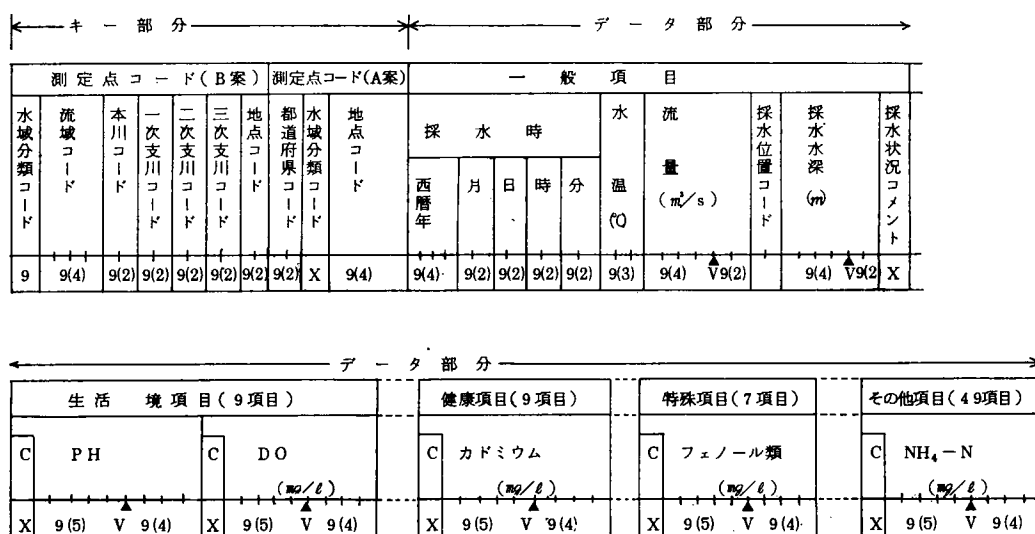 キー部分 データ部分
測定点コード(B案) 測定点コード(A案) 一般項目
水域分類コード 流域コード 本川コード 一次支川コード 二次支川コード 三次支川コード 地点コード 都道府県コード 水域分類コード 地点コード 採水時 水温(℃) 流量(m³/s) 採水位置コード 採水水深(m) 採水状況コメント
西暦年 月 日 時 分
9 9(4) 9(2) 9(2) 9(2) 9(2) 9(2) 9(2) X 9(4) 9(4) 9(2) 9(2) 9(2) 9(2) 9(3) 9(4) V 9(2) 9(4) V 9(2) X
データ部分
生活 境項目(9項目) 健康項目(9項目) 特殊項目(7項目) その他項目(49項目)
C PH C DO C カドミウム C フェノール類 C NH₄-N
(mg/ℓ) (mg/ℓ) (mg/ℓ) (mg/ℓ)
X 9(5) V 9(4) X 9(5) V 9(4) X 9(5) V 9(4) X 9(5) V 9(4) X 9(5) V 9(4)